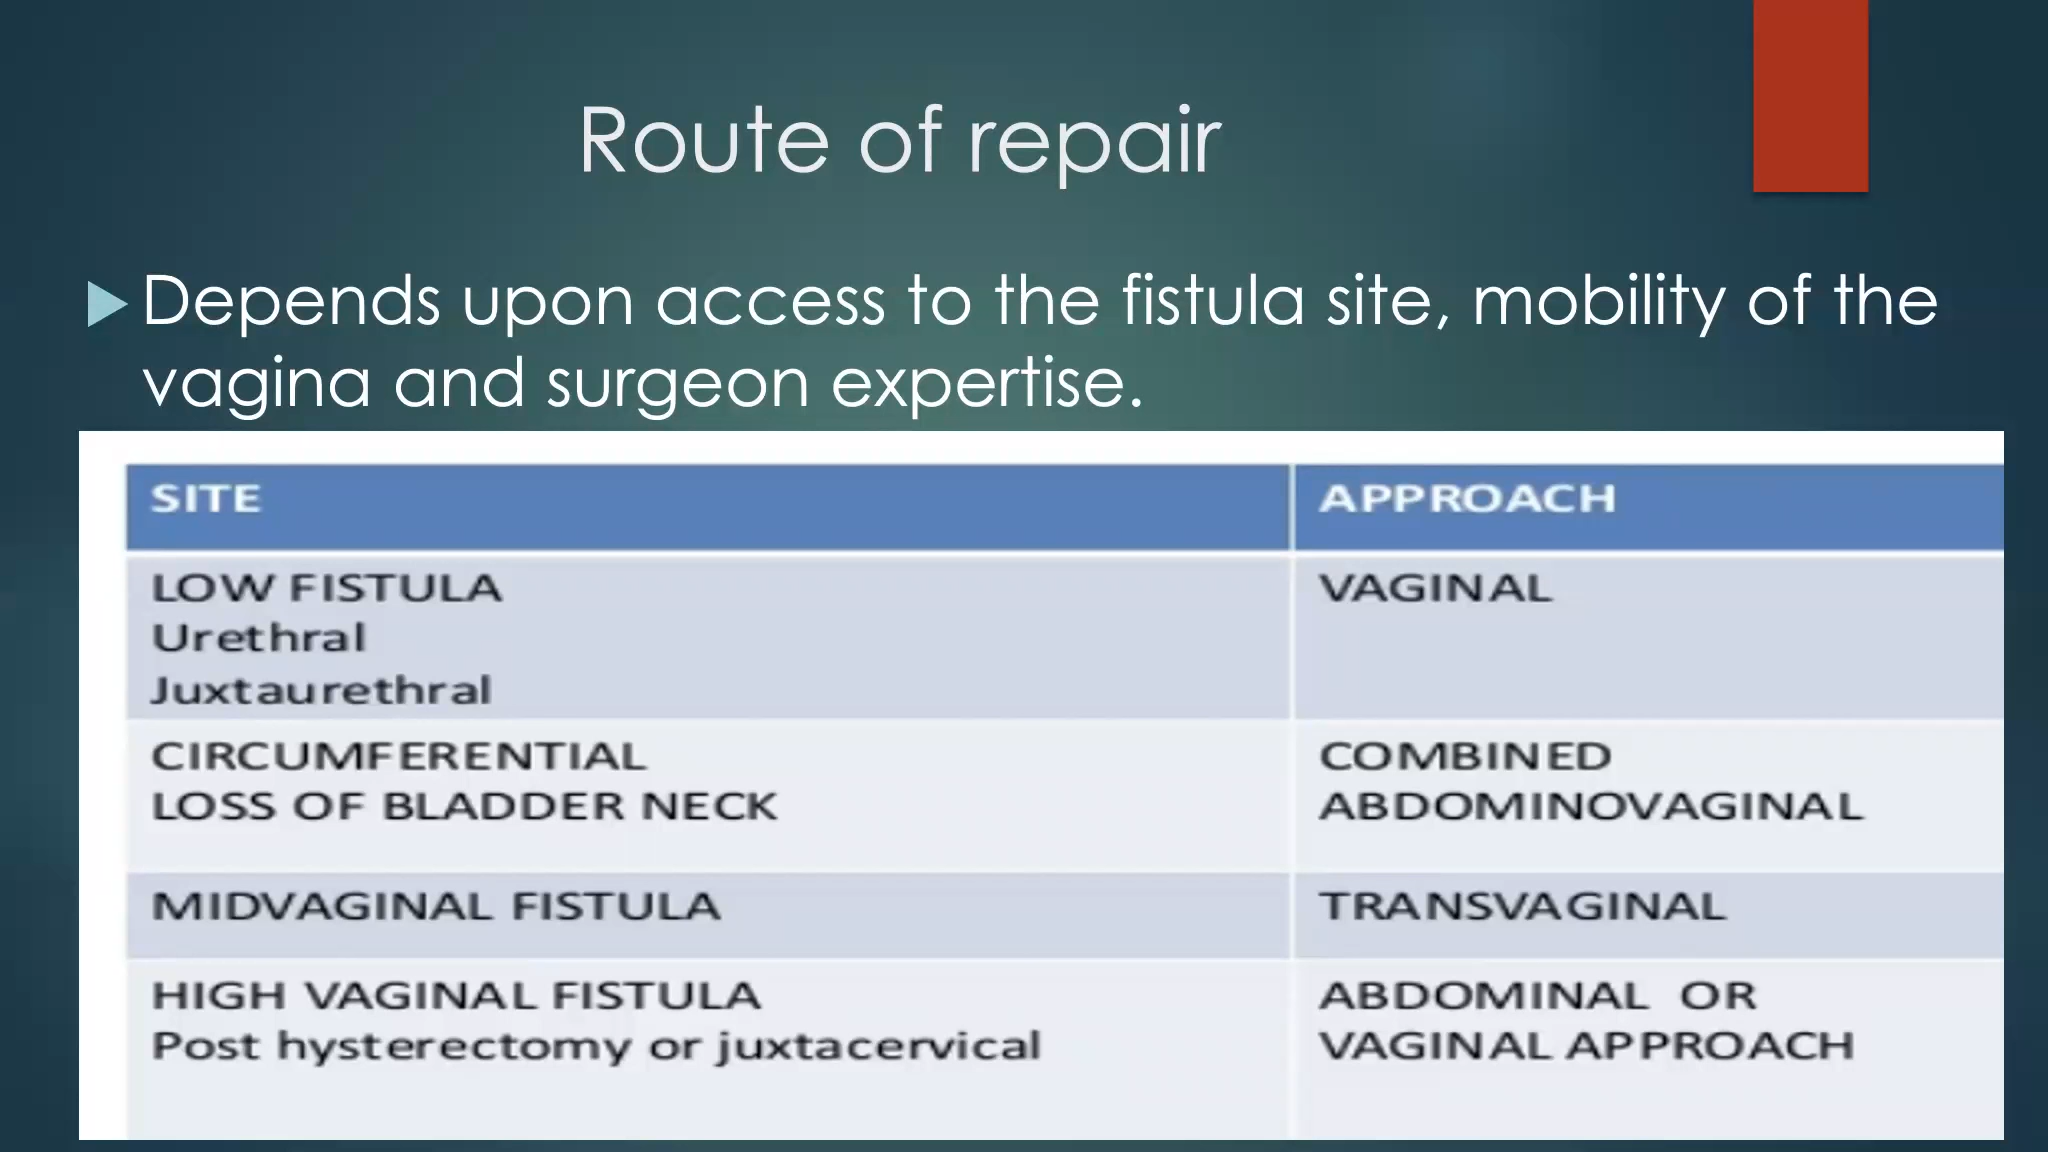 Route of repair
Depends upon access to the fistula site, mobility of the
vagina and surgeon expertise.
SITE
APPROACH
LOW FISTULA
Urethral
Juxtaurethral
VAGINAL
CIRCUMFERENTIAL
LOSS OF BLADDER NECK
COMBINED
ABDOMINOVAGINAL
MIDVAGINAL FISTULA
TRANSVAGINAL
HIGH VAGINAL FISTULA
Post hysterectomy or juxtacervical
ABDOMINAL OR
VAGINAL APPROACH